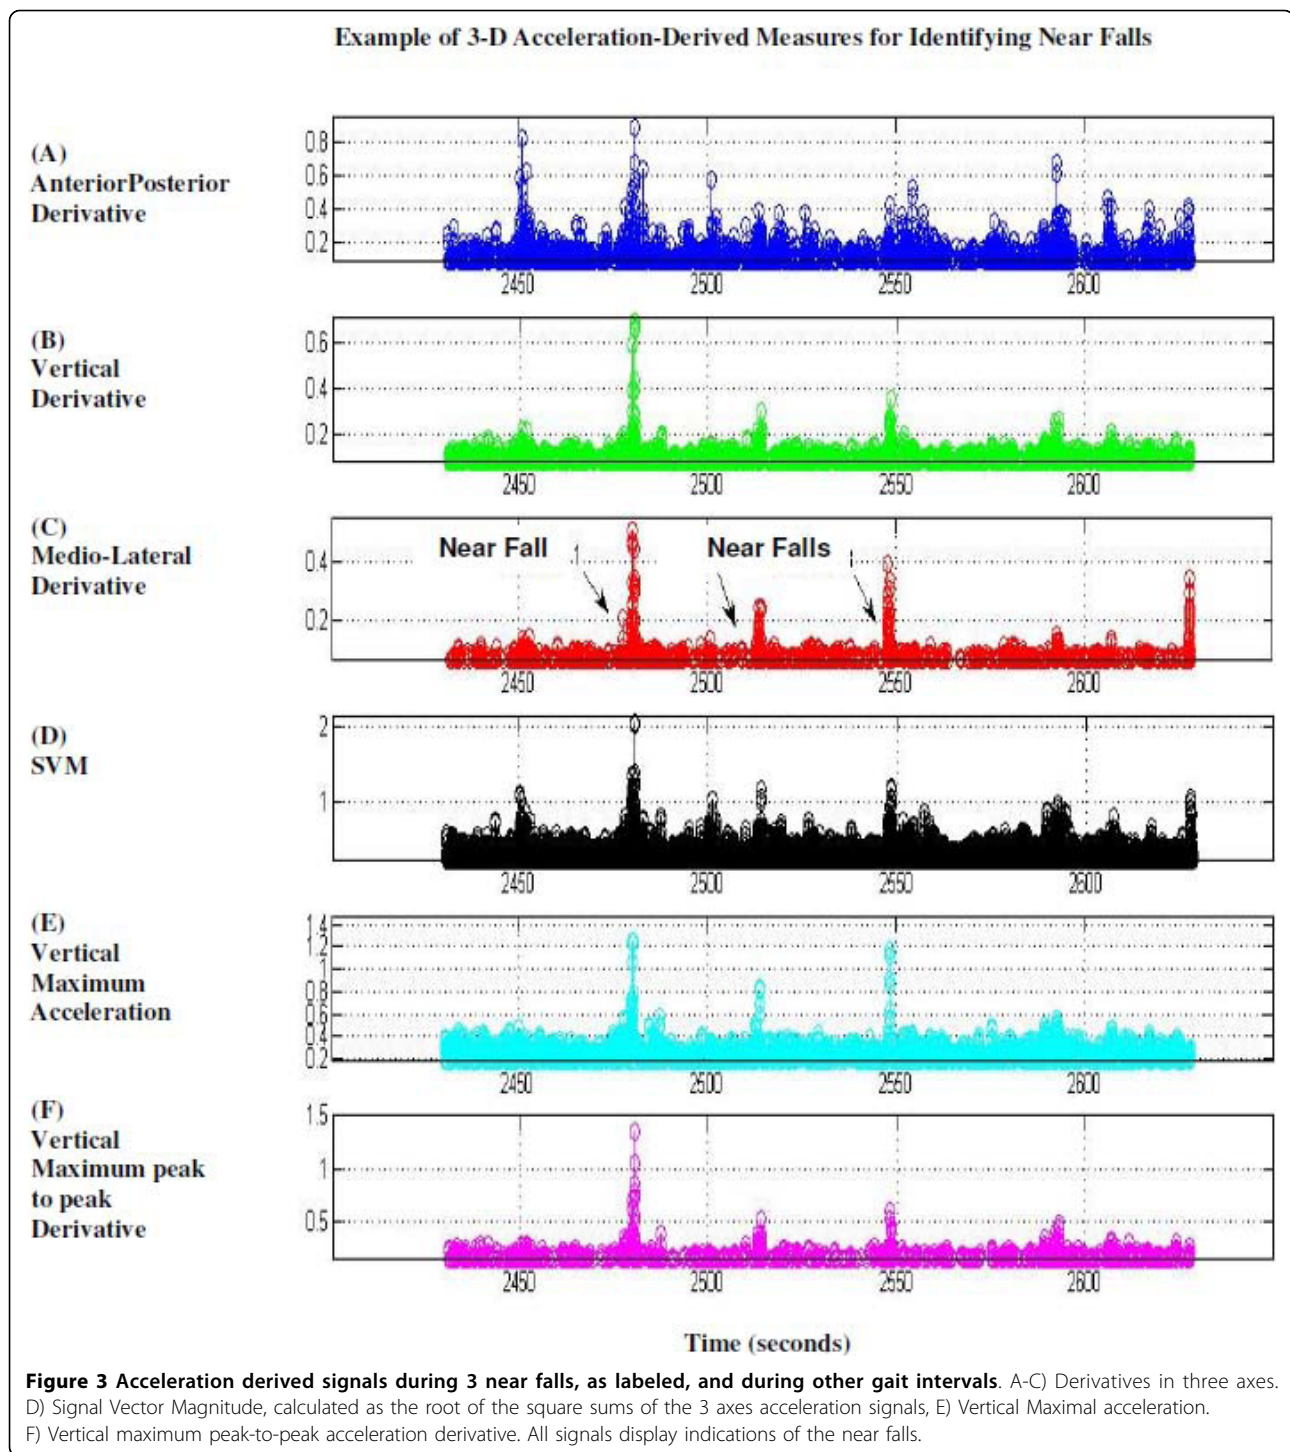 Example of 3-D Acceleration-Derived Measures for Identifying Near Falls
(A)
AnteriorPosterior
Derivative
0.8
0.6
0.4
0.2
2450 2500 2550 2600
(B)
Vertical
Derivative
0.6
0.4
0.2
2450 2500 2550 2600
(C)
Medio-Lateral
Derivative
Near Fall 1 Near Falls
0.4
0.2
2450 2500 2550 2600
(D)
SVM
2
1
2450 2500 2550 2600
(E)
Vertical
Maximum
Acceleration
1.4
1.2
1
0.8
0.6
0.4
0.2
2450 2500 2550 2600
(F)
Vertical
Maximum peak
to peak
Derivative
1.5
1
0.5
2450 2500 2550 2600
Time (seconds)
Figure 3 Acceleration derived signals during 3 near falls, as labeled, and during other gait intervals. A-C) Derivatives in three axes.
D) Signal Vector Magnitude, calculated as the root of the square sums of the 3 axes acceleration signals, E) Vertical Maximal acceleration.
F) Vertical maximum peak-to-peak acceleration derivative. All signals display indications of the near falls.